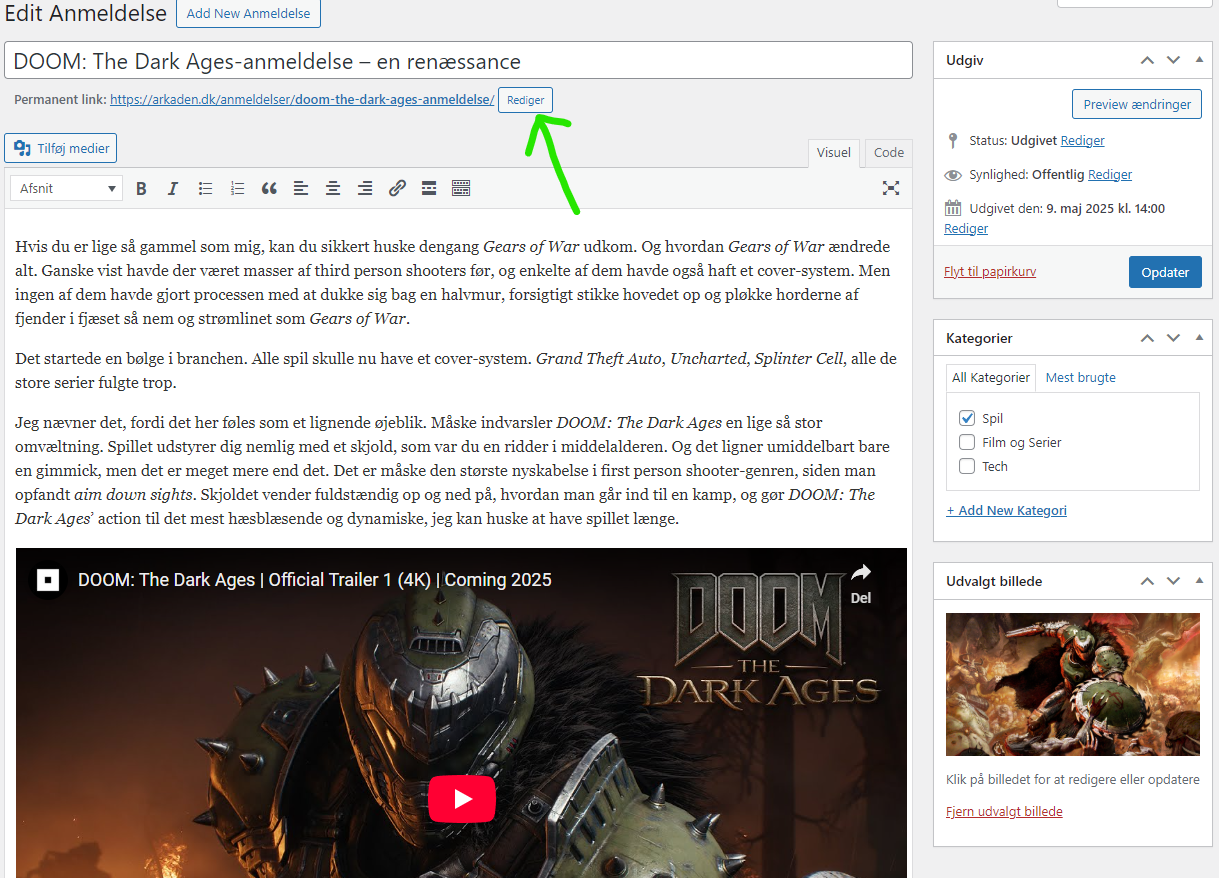 Edit Anmeldelse Add New Anmeldelse
DOOM: The Dark Ages-anmeldelse – en renæssance
Permanent link: https://arkaden.dk/anmeldelser/doom-the-dark-ages-anmeldelse/ Rediger
Tilføj medier
Visuel Code
Afsnit B I
Hvis du er lige så gammel som mig, kan du sikkert huske dengang Gears of War udkom. Og hvordan Gears of War ændrede
alt. Ganske vist havde der været masser af third person shooters før, og enkelte af dem havde også haft et cover-system. Men
ingen af dem havde gjort processen med at dukke sig bag en halvmur, forsigtigt stikke hovedet op og pløkke horderne af
fjender i fjæset så nem og strømlinet som Gears of War.
Det startede en bølge i branchen. Alle spil skulle nu have et cover-system. Grand Theft Auto, Uncharted, Splinter Cell, alle de
store serier fulgte trop.
Jeg nævner det, fordi det her føles som et lignende øjeblik. Måske indvarsler DOOM: The Dark Ages en lige så stor
omvæltning. Spillet udstyrer dig nemlig med et skjold, som var du en ridder i middelalderen. Og det ligner umiddelbart bare
en gimmick, men det er meget mere end det. Det er måske den største nyskabelse i first person shooter-genren, siden man
opfandt aim down sights. Skjoldet vender fuldstændig op og ned på, hvordan man går ind til en kamp, og gør DOOM: The
Dark Ages’ action til det mest hæsblæsende og dynamiske, jeg kan huske at have spillet længe.
DOOM: The Dark Ages | Official Trailer 1 (4K) | Coming 2025
Del
DOOM
THE
DARK AGES
Udgiv
Preview ændringer
Status: Udgivet Rediger
Synlighed: Offentlig Rediger
Udgivet den: 9. maj 2025 kl. 14:00
Rediger
Flyt til papirkurv Opdater
Kategorier
All Kategorier Mest brugte
Spil
Film og Serier
Tech
+ Add New Kategori
Udvalgt billede
Klik på billedet for at redigere eller opdatere
Fjern udvalgt billede